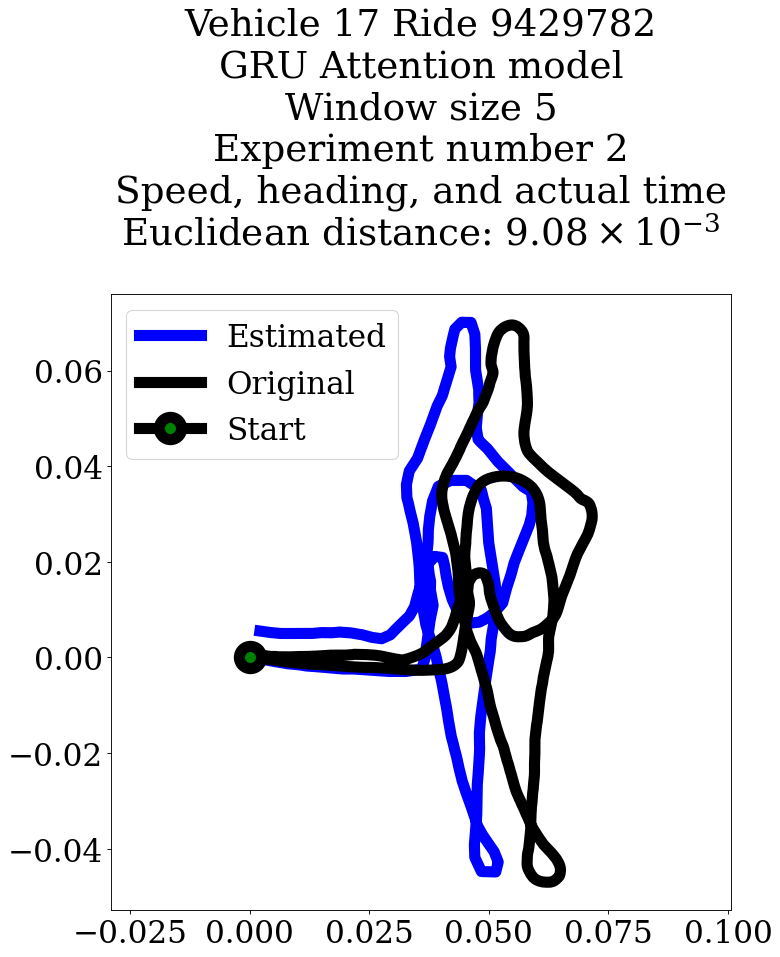 Vehicle 17 Ride 9429782
GRU Attention model
Window size 5
Experiment number 2
Speed, heading, and actual time
Euclidean distance: 9.08 × 10⁻³
Estimated
Original
Start
0.06
0.04
0.02
0.00
−0.02
−0.04
−0.025 0.000 0.025 0.050 0.075 0.100